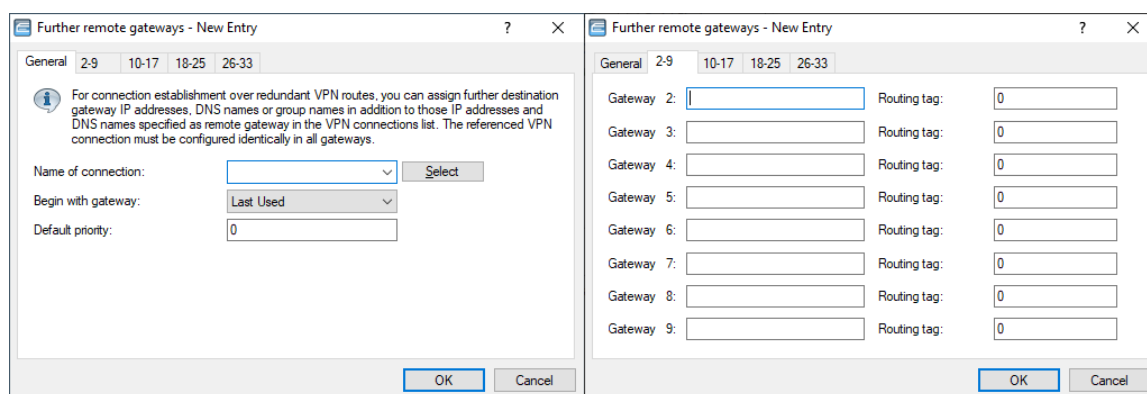 Further remote gateways - New Entry
General 2-9 10-17 18-25 26-33
For connection establishment over redundant VPN routes, you can assign further destination
gateway IP addresses, DNS names or group names in addition to those IP addresses and
DNS names specified as remote gateway in the VPN connections list. The referenced VPN
connection must be configured identically in all gateways.
Name of connection: Select
Begin with gateway: Last Used
Default priority: 0
OK Cancel
Further remote gateways - New Entry
General 2-9 10-17 18-25 26-33
Gateway 2: Routing tag: 0
Gateway 3: Routing tag: 0
Gateway 4: Routing tag: 0
Gateway 5: Routing tag: 0
Gateway 6: Routing tag: 0
Gateway 7: Routing tag: 0
Gateway 8: Routing tag: 0
Gateway 9: Routing tag: 0
OK Cancel